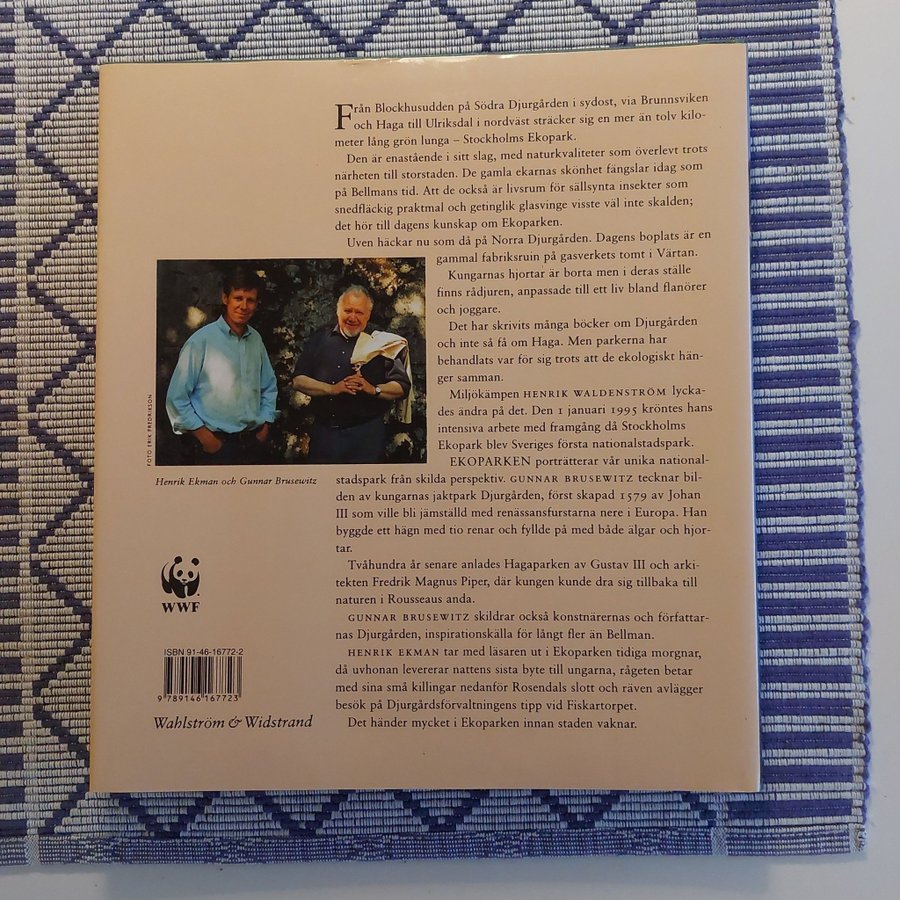 Från Blockhusudden på Södra Djurgården i sydost, via Brunnsviken
och Haga till Ulriksdal i nordväst sträcker sig en mer än tolv kilo-
meter lång grön lunga – Stockholms Ekopark.
Den är enastående i sitt slag, med naturkvaliteter som överlevt trots
närheten till storstaden. De gamla ekarnas skönhet fängslar idag som
på Bellmans tid. Att de också är livsrum för sällsynta insekter som
snedfläckig praktmal och getinglik glasvinge visste väl inte skalden;
det hör till dagens kunskap om Ekoparken.
Uven häckar nu som då på Norra Djurgården. Dagens boplats är en
gammal fabriksruin på gasverkets tomt i Värtan.
Kungarnas hjortar är borta men i deras ställe
finns rådjuren, anpassade till ett liv bland flanörer
och joggare.
Det har skrivits många böcker om Djurgården
och inte så få om Haga. Men parkerna har
behandlats var för sig trots att de ekologiskt hän-
ger samman.
Miljökämpen HENRIK WALDENSTRÖM lycka-
des ändra på det. Den 1 januari 1995 kröntes hans
intensiva arbete med framgång då Stockholms
Ekopark blev Sveriges första nationalstadspark.
EKOPARKEN porträtterar vår unika national-
stadspark från skilda perspektiv. GUNNAR BRUSEWITZ tecknar bil-
den av kungarnas jaktpark Djurgården, först skapad 1579 av Johan
III som ville bli jämställd med renässansfurstarna nere i Europa. Han
byggde ett hägn med tio renar och fyllde på med både älgar och hjor-
tar.
Tvåhundra år senare anlades Hagaparken av Gustav III och arki-
tekten Fredrik Magnus Piper, där kungen kunde dra sig tillbaka till
naturen i Rousseaus anda.
GUNNAR BRUSEWITZ skildrar också konstnärernas och författar-
nas Djurgården, inspirationskälla för långt fler än Bellman.
HENRIK EKMAN tar med läsaren ut i Ekoparken tidiga morgnar,
då uvhonan levererar nattens sista byte till ungarna, rågeten betar
med sina små killingar nedanför Rosendals slott och räven avlägger
besök på Djurgårdsförvaltningens tipp vid Fiskartorpet.
Det händer mycket i Ekoparken innan staden vaknar.
FOTO ERIK FREDRIKSON
Henrik Ekman och Gunnar Brusewitz
WWF
ISBN 91-46-16772-2
9 789146 167723
Wahlström & Widstrand